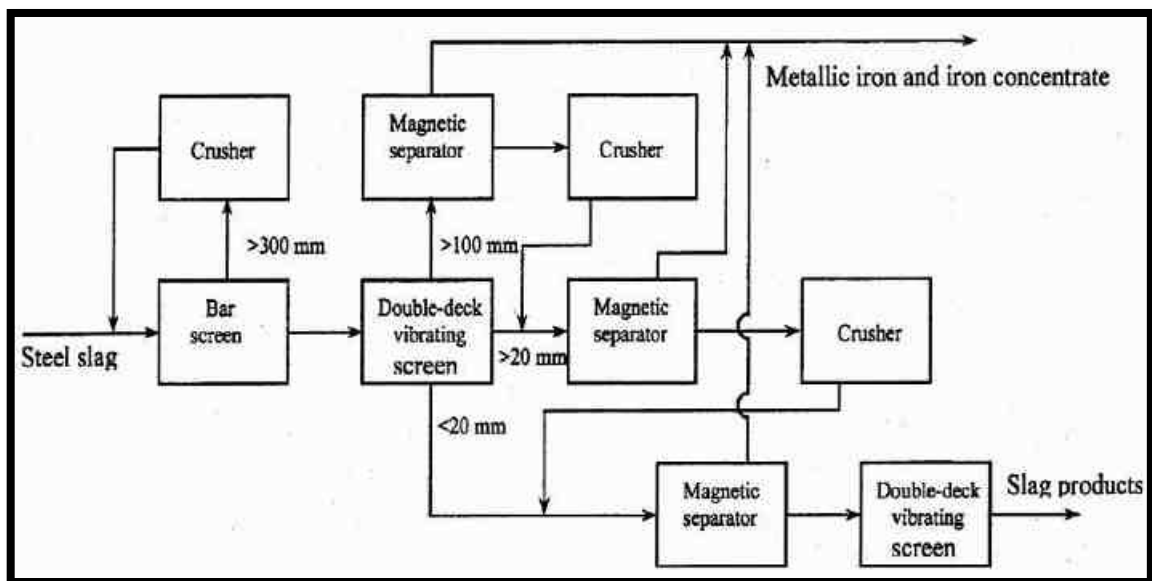 Metallic iron and iron concentrate
Crusher
Magnetic
separator
Crusher
>300 mm
>100 mm
Steel slag
Bar
screen
Double-deck
vibrating
screen
>20 mm
Magnetic
separator
Crusher
<20 mm
Magnetic
separator
Double-deck
vibrating
screen
Slag products